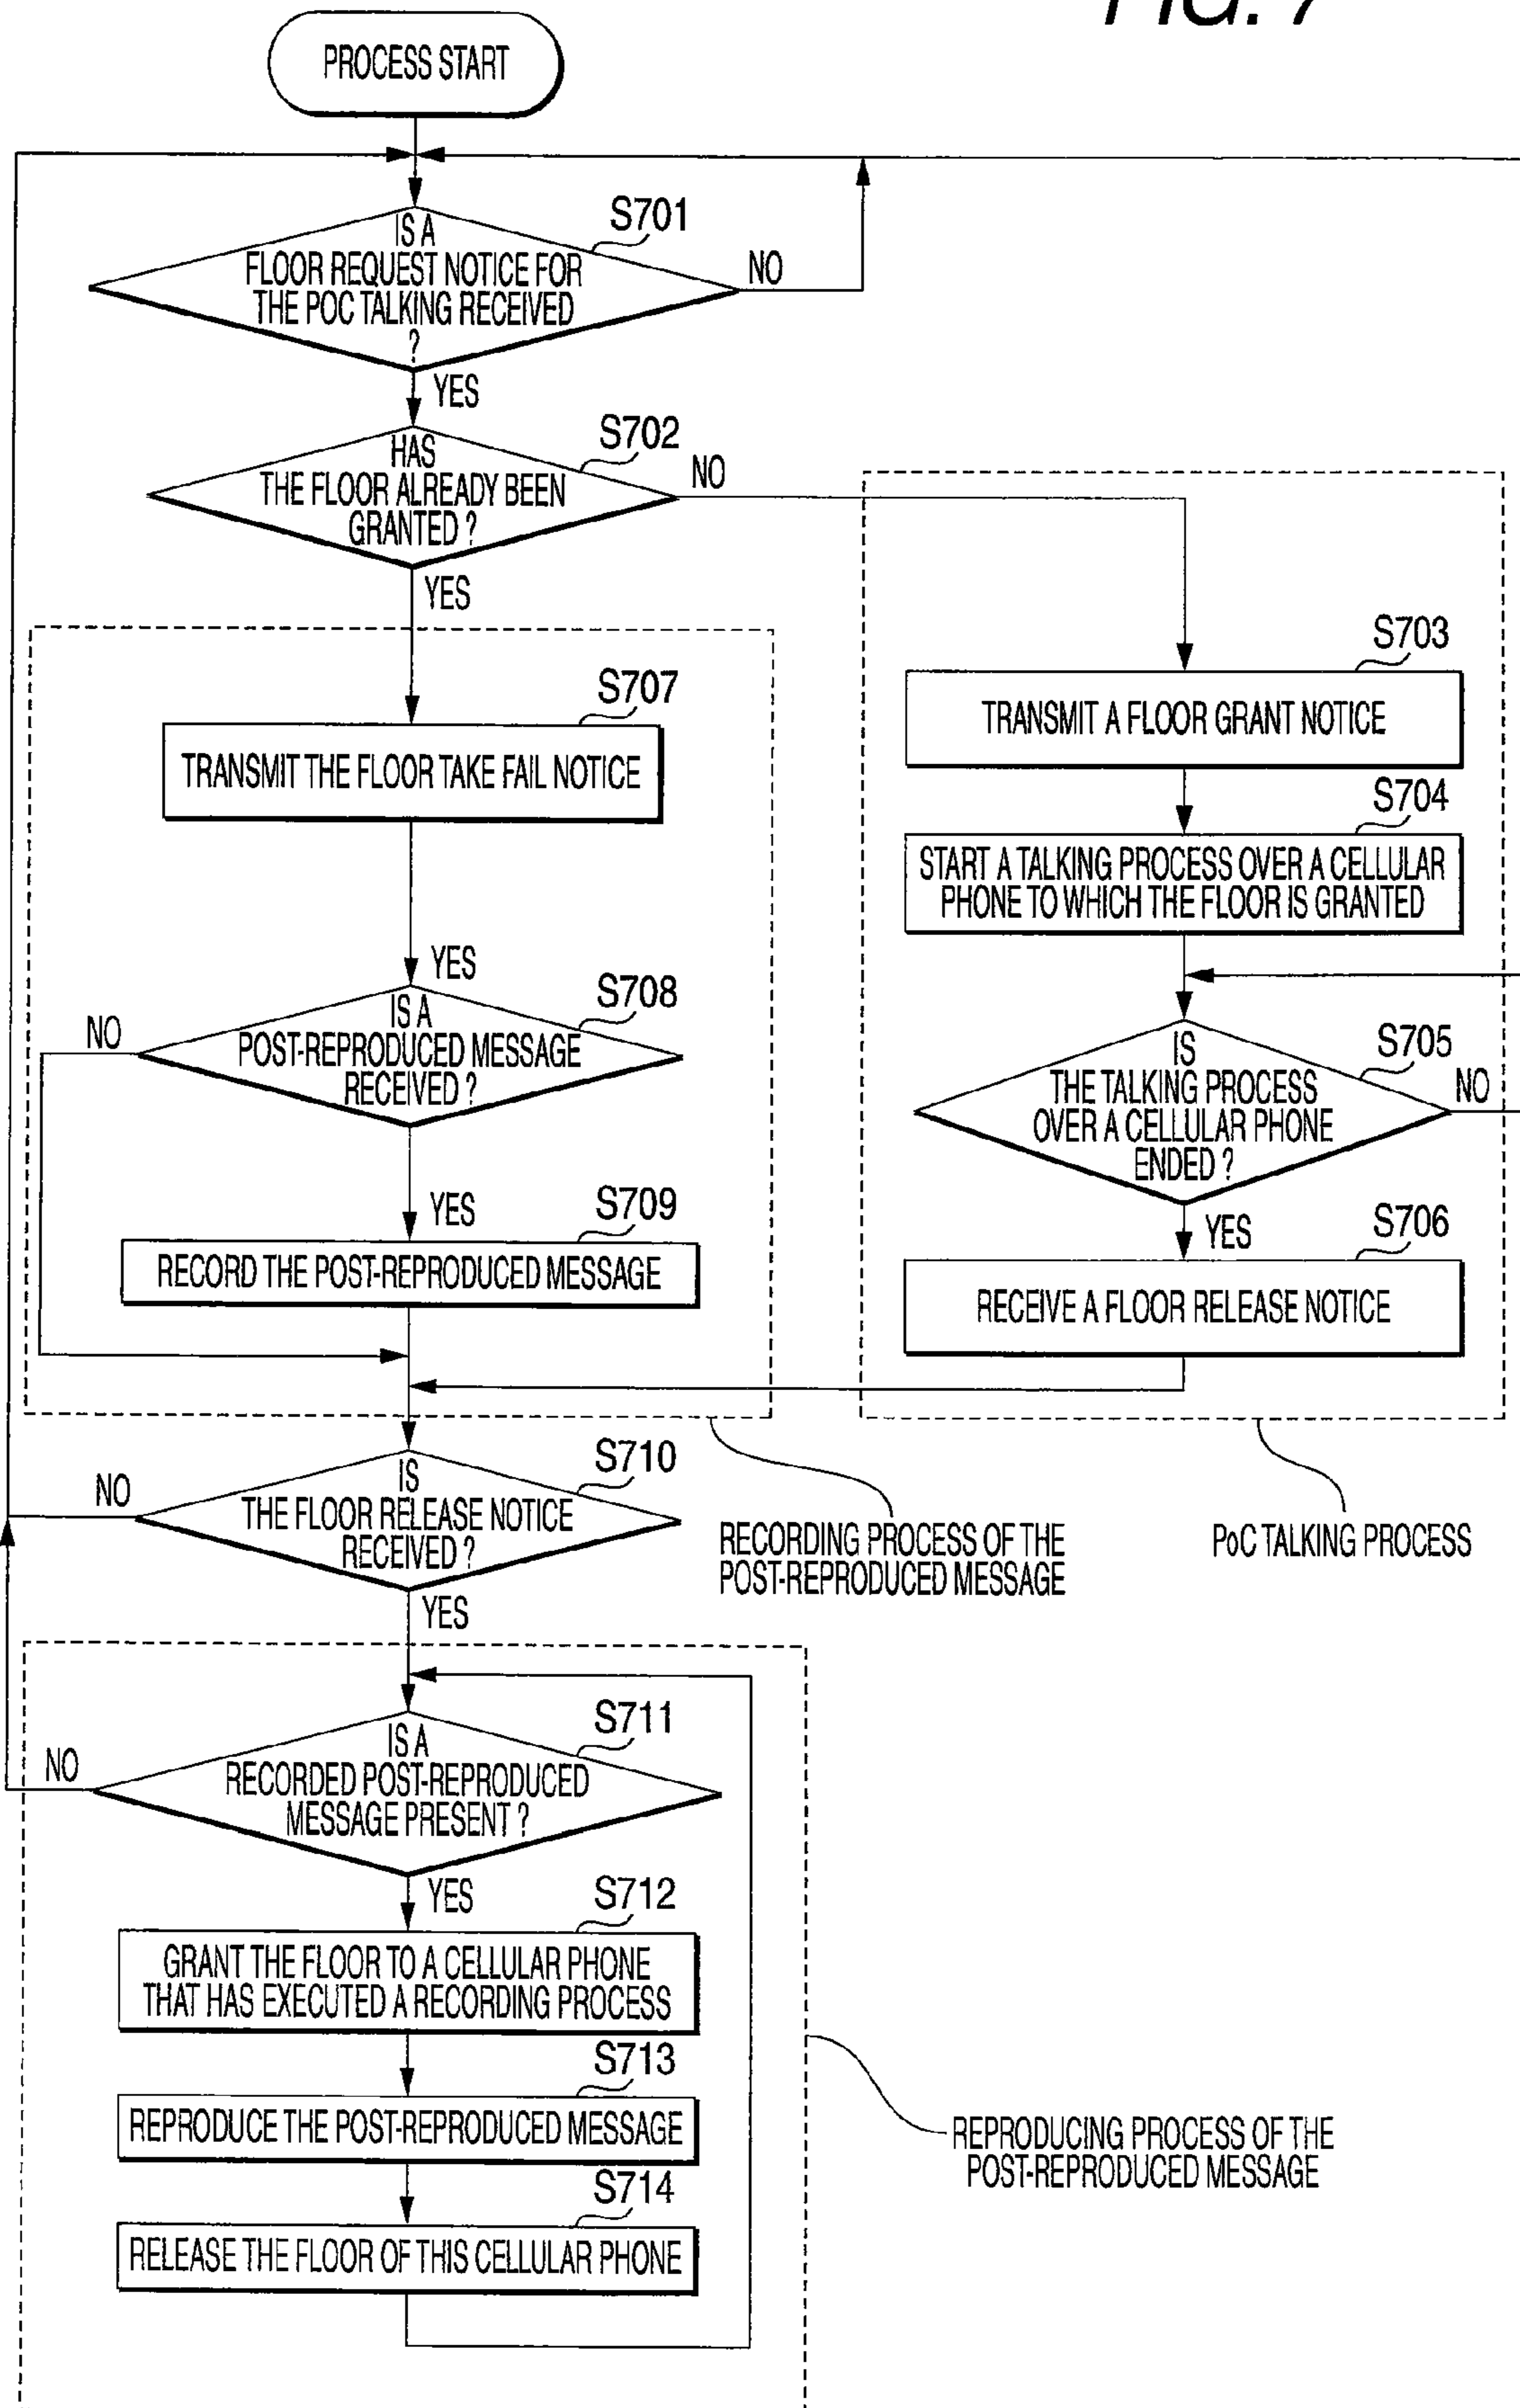 FIG. 7
PROCESS START
S701
IS A
FLOOR REQUEST NOTICE FOR
THE POC TALKING RECEIVED
?
NO
YES
S702
HAS
THE FLOOR ALREADY BEEN
GRANTED ?
NO
YES
S703
TRANSMIT A FLOOR GRANT NOTICE
S704
START A TALKING PROCESS OVER A CELLULAR
PHONE TO WHICH THE FLOOR IS GRANTED
S705
IS
THE TALKING PROCESS
OVER A CELLULAR PHONE
ENDED ?
NO
YES
S706
RECEIVE A FLOOR RELEASE NOTICE
PoC TALKING PROCESS
S707
TRANSMIT THE FLOOR TAKE FAIL NOTICE
YES
S708
IS A
POST-REPRODUCED MESSAGE
RECEIVED ?
NO
YES
S709
RECORD THE POST-REPRODUCED MESSAGE
RECORDING PROCESS OF THE
POST-REPRODUCED MESSAGE
S710
IS
THE FLOOR RELEASE NOTICE
RECEIVED ?
NO
YES
S711
IS A
RECORDED POST-REPRODUCED
MESSAGE PRESENT ?
NO
YES
S712
GRANT THE FLOOR TO A CELLULAR PHONE
THAT HAS EXECUTED A RECORDING PROCESS
S713
REPRODUCE THE POST-REPRODUCED MESSAGE
S714
RELEASE THE FLOOR OF THIS CELLULAR PHONE
REPRODUCING PROCESS OF THE
POST-REPRODUCED MESSAGE